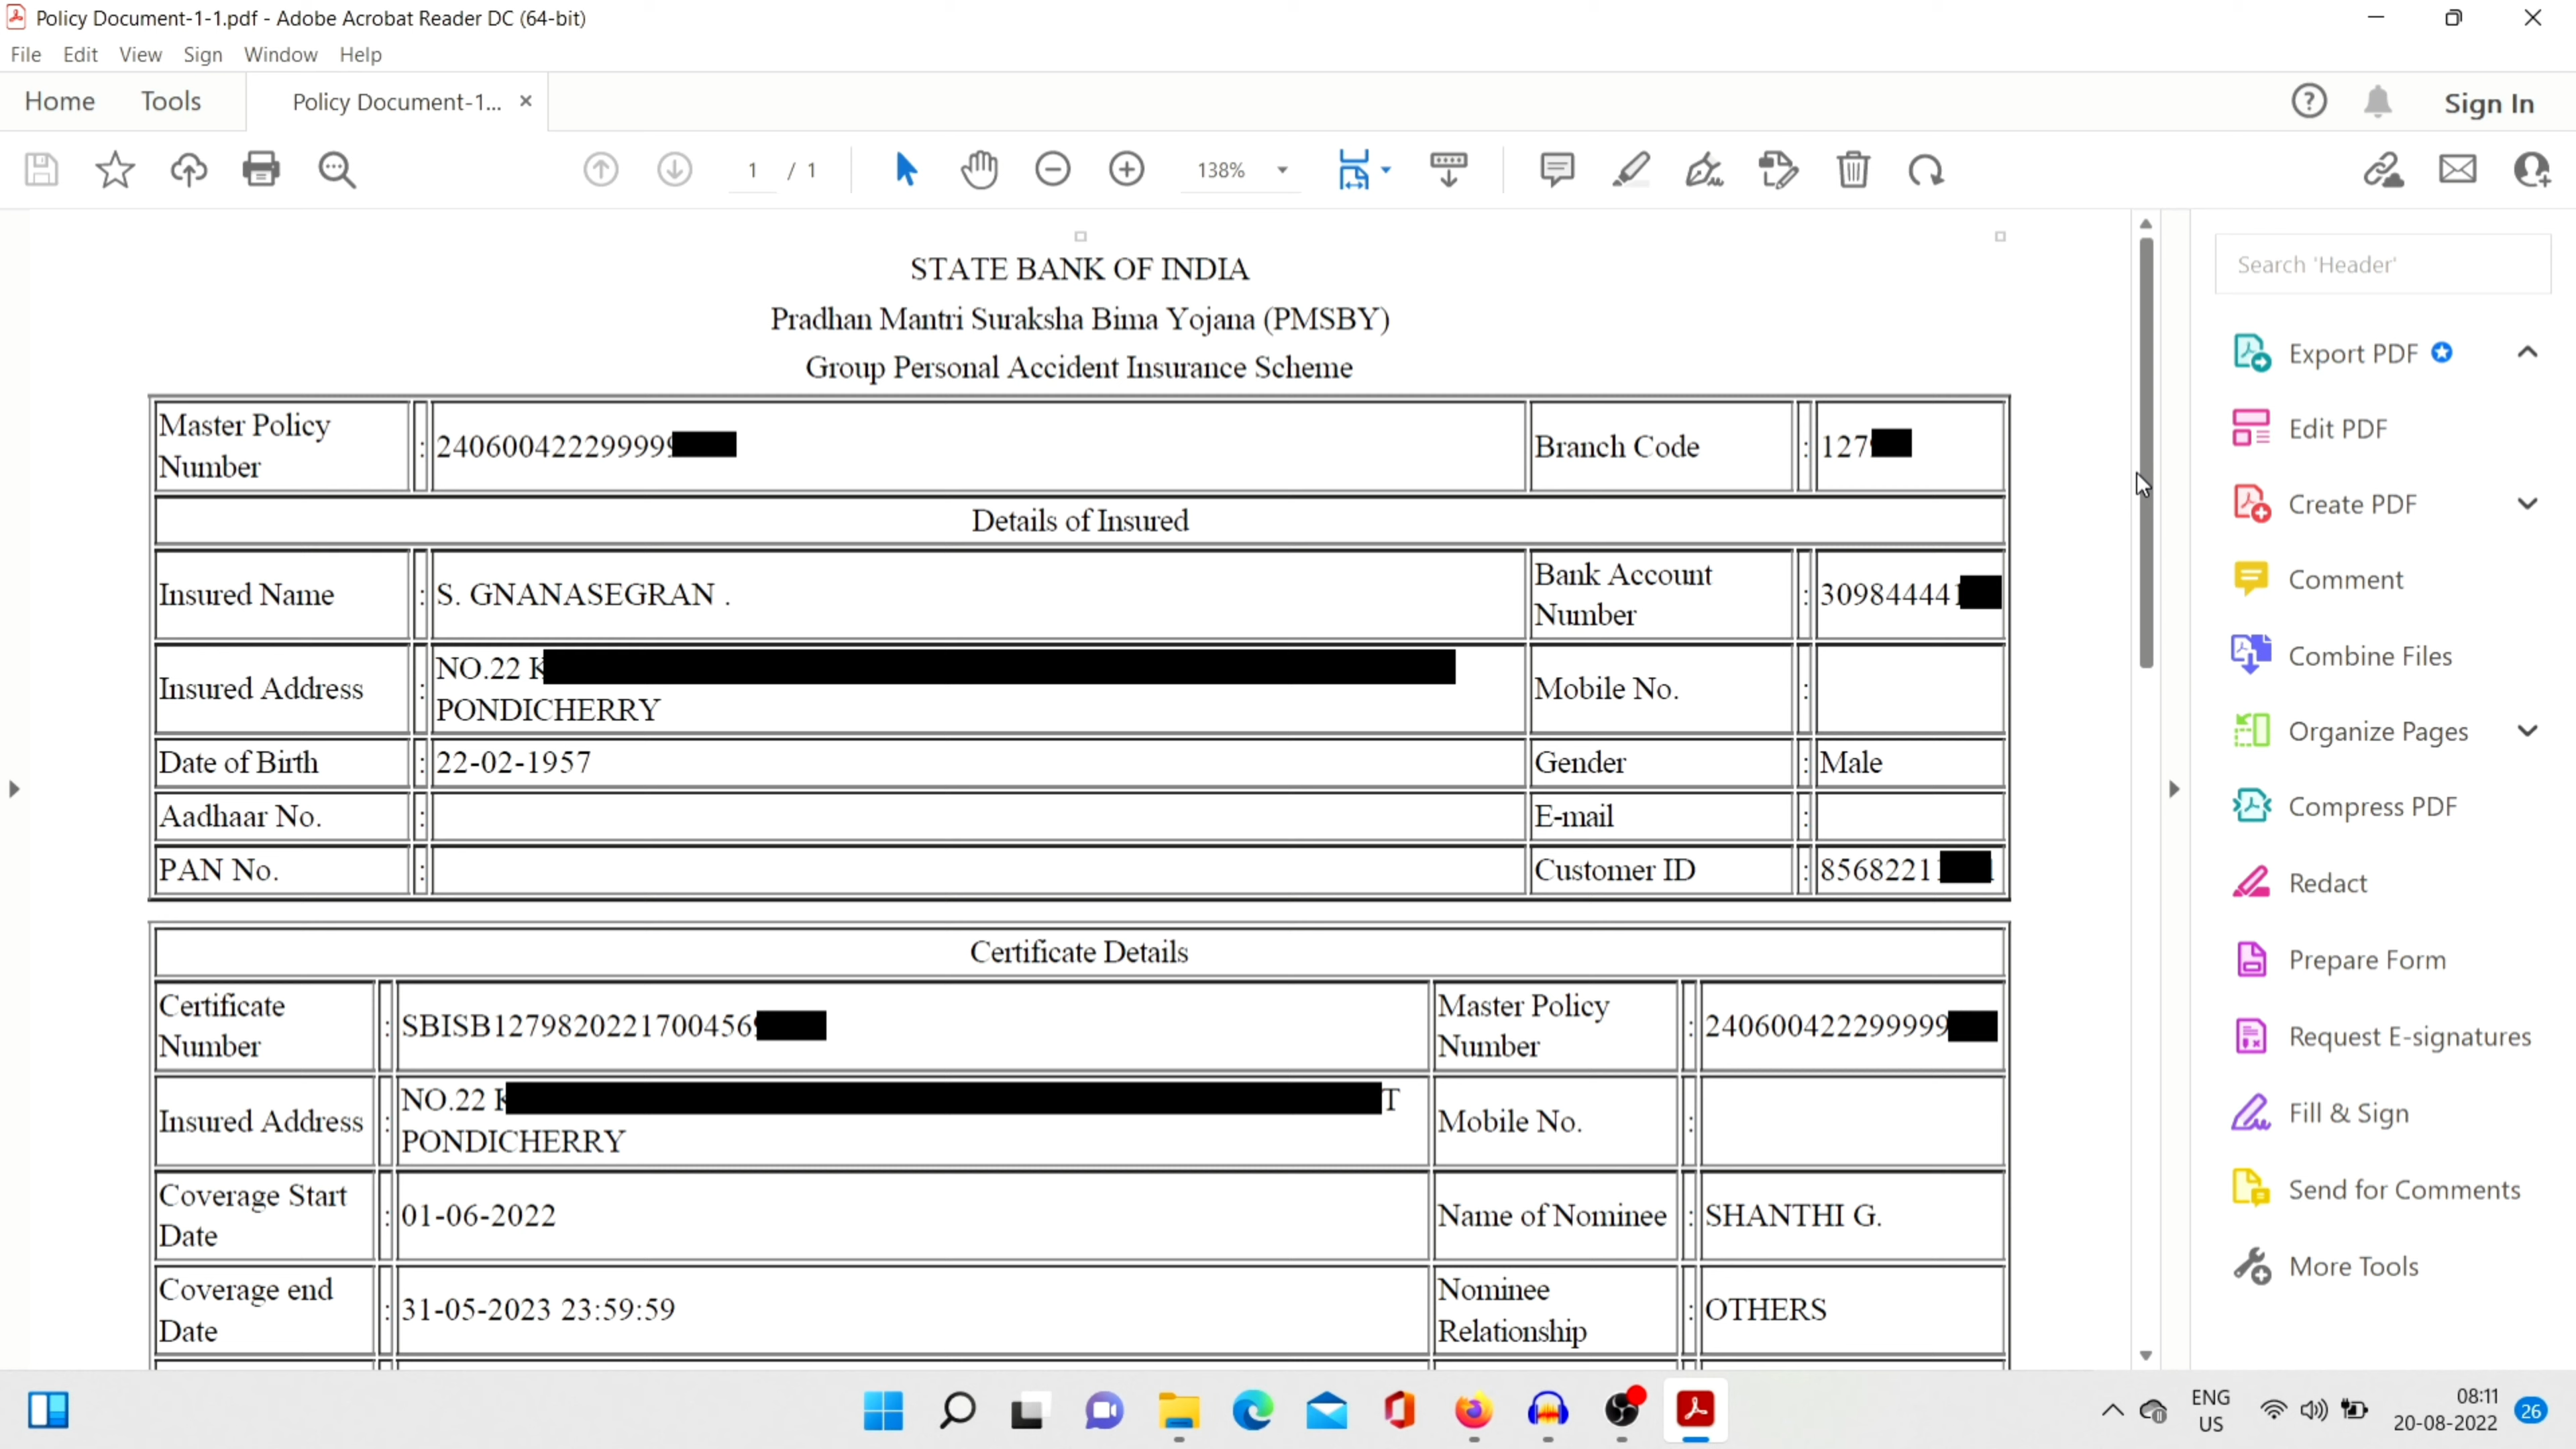 Policy Document-1-1.pdf - Adobe Acrobat Reader DC (64-bit)
File Edit View Sign Window Help
Home Tools Policy Document-1... × Sign In
1 / 1 138%
STATE BANK OF INDIA
Pradhan Mantri Suraksha Bima Yojana (PMSBY)
Group Personal Accident Insurance Scheme
Master Policy Number : 24060042229999 Branch Code : 127
Details of Insured
Insured Name : S. GNANASEGRAN . Bank Account Number : 30984444
Insured Address : NO.22 K
PONDICHERRY Mobile No. :
Date of Birth : 22-02-1957 Gender : Male
Aadhaar No. : E-mail :
PAN No. : Customer ID : 8568221
Certificate Details
Certificate Number : SBISB12798202217004569 Master Policy Number : 240600422299999
Insured Address : NO.22 K T
PONDICHERRY Mobile No. :
Coverage Start Date : 01-06-2022 Name of Nominee : SHANTHI G.
Coverage end Date : 31-05-2023 23:59:59 Nominee Relationship : OTHERS
Search 'Header'
Export PDF
Edit PDF
Create PDF
Comment
Combine Files
Organize Pages
Compress PDF
Redact
Prepare Form
Request E-signatures
Fill & Sign
Send for Comments
More Tools
ENG
US
08:11
20-08-2022
26